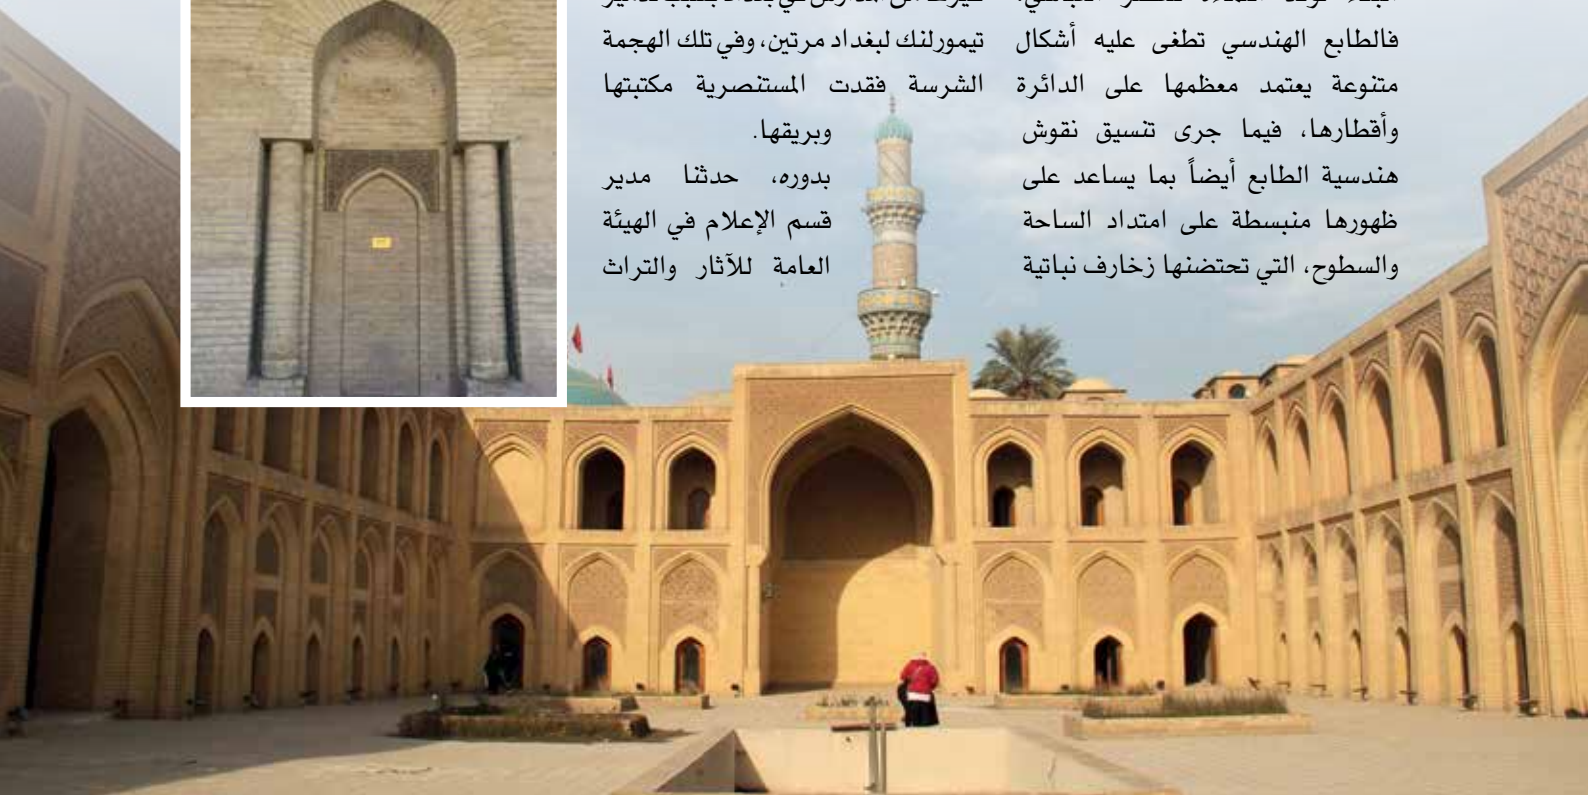 فالطابع الهندسي تطغى عليه أشكال
متنوعة يعتمد معظمها على الدائرة
وأقطارها، فيما جرى تنسيق نقوش
هندسية الطابع أيضاً بما يساعد على
ظهورها منبسطة على امتداد الساحة
والسطوح، التي تحتضنها زخارف نباتية
تيمورلنك لبغداد مرتين، وفي تلك الهجمة
الشرسة فقدت المستنصرية مكتبتها
وبريقها.
بدوره، حدثنا مدير
قسم الإعلام في الهيئة
العامة للآثار والتراث